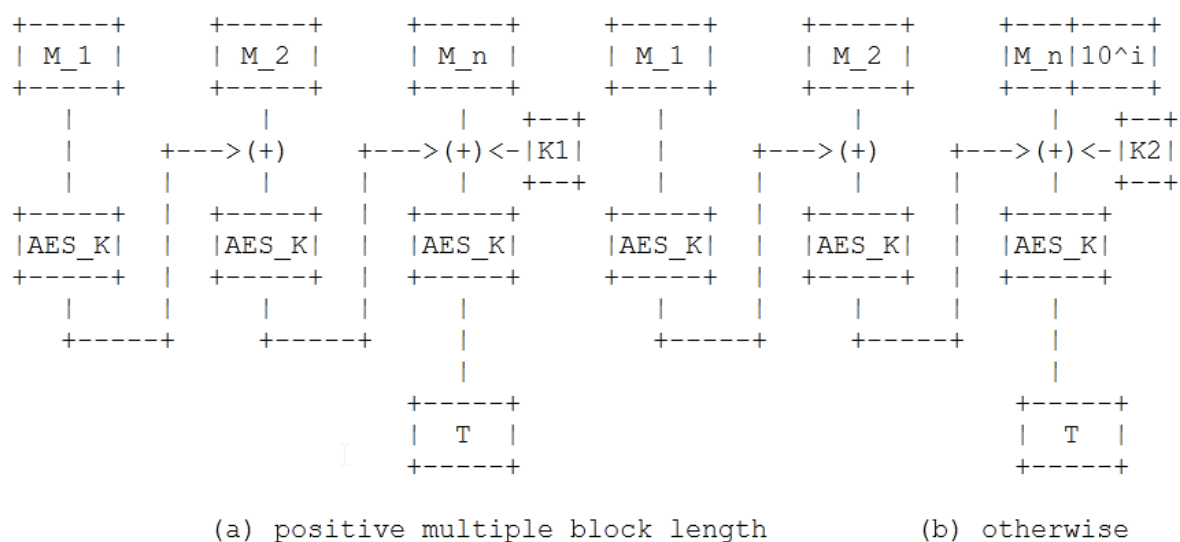 +-----+     +-----+     +-----+     +-----+     +-----+     +---+----+
| M_1 |     | M_2 |     | M_n |     | M_1 |     | M_2 |     |M_n|10^i|
+-----+     +-----+     +-----+     +-----+     +-----+     +---+----+
   |           |           |   +--+    |           |           |   +--+
   |     +--->(+)    +--->(+)<-|K1|    |     +--->(+)    +--->(+)<-|K2|
   |     |     |     |     |   +--+    |     |     |     |     |   +--+
+-----+  |  +-----+  |  +-----+     +-----+  |  +-----+  |  +-----+
|AES_K|  |  |AES_K|  |  |AES_K|     |AES_K|  |  |AES_K|  |  |AES_K|
+-----+  |  +-----+  |  +-----+     +-----+  |  +-----+  |  +-----+
   |     |     |     |     |           |     |     |     |     |
   +-----+     +-----+     |           +-----+     +-----+     |
                           |                                   |
                        +-----+                              +-----+
                        |  T  |                              |  T  |
                        +-----+                              +-----+
            (a) positive multiple block length         (b) otherwise